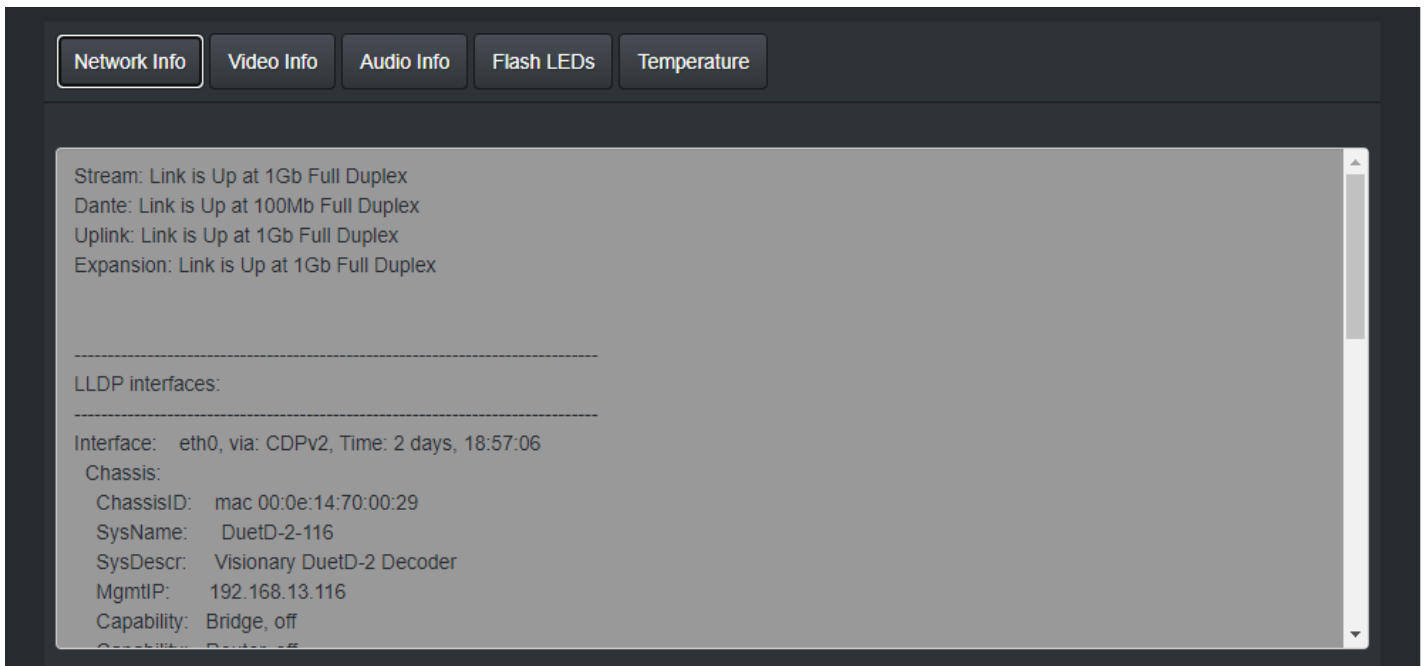 Network Info Video Info Audio Info Flash LEDs Temperature
Stream: Link is Up at 1Gb Full Duplex
Dante: Link is Up at 100Mb Full Duplex
Uplink: Link is Up at 1Gb Full Duplex
Expansion: Link is Up at 1Gb Full Duplex
-------------------------------------------------------------------------------
LLDP interfaces:
-------------------------------------------------------------------------------
Interface: eth0, via: CDPv2, Time: 2 days, 18:57:06
Chassis:
ChassisID: mac 00:0e:14:70:00:29
SysName: DuetD-2-116
SysDescr: Visionary DuetD-2 Decoder
MgmtIP: 192.168.13.116
Capability: Bridge, off
Capability: Router, off